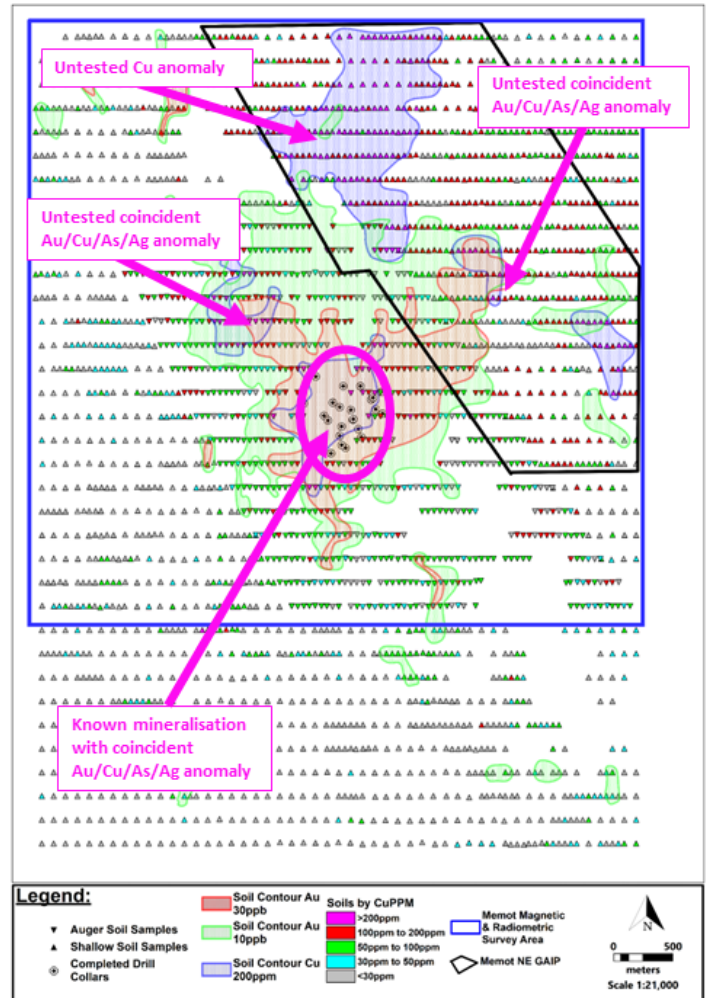 Untested Cu anomaly
Untested coincident
Au/Cu/As/Ag anomaly
Untested coincident
Au/Cu/As/Ag anomaly
Known mineralisation
with coincident
Au/Cu/As/Ag anomaly
Legend:
Auger Soil Samples
Shallow Soil Samples
Completed Drill
Collars
Soil Contour Au
30ppb
Soil Contour Au
10ppb
Soil Contour Cu
200ppm
Soils by CuPPM
>200ppm
100ppm to 200ppm
50ppm to 100ppm
30ppm to 50ppm
<30ppm
Memot Magnetic
& Radiometric
Survey Area
Memot NE GAIP
N
0 500
meters
Scale 1:21,000